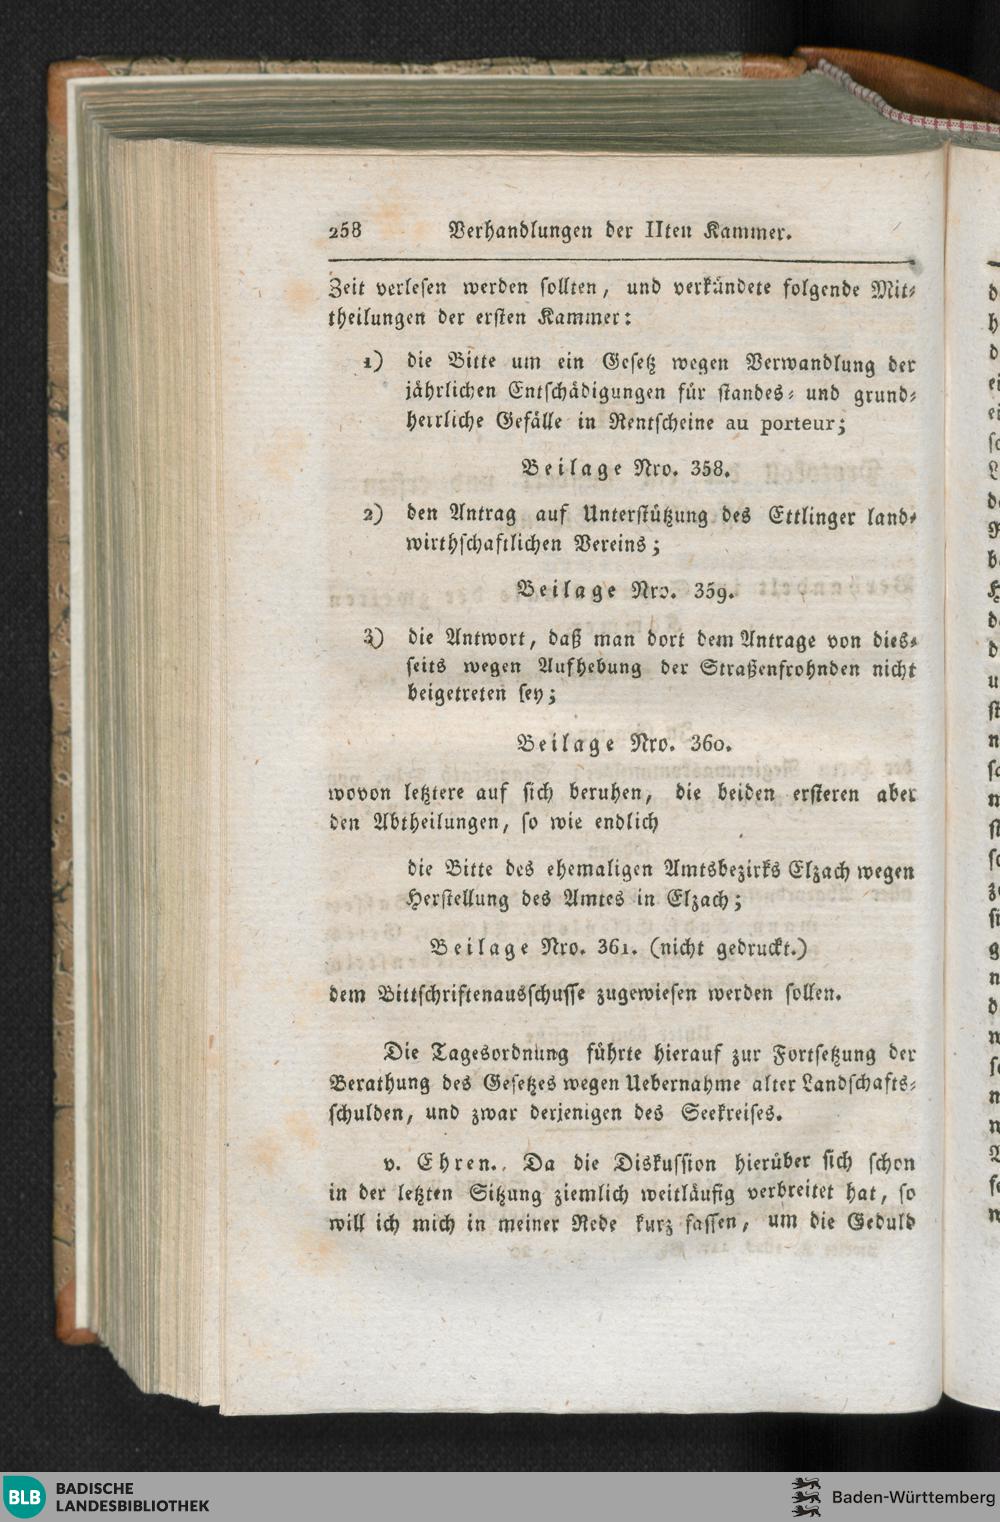 258 Verhandlungen der IIten Kammer.
Zeit verlesen werden sollten, und verkündete folgende Mit-
theilungen der ersten Kammer:
1) die Bitte um ein Gesetz wegen Verwandlung der
jährlichen Entschädigungen für standes- und grund-
herrliche Gefälle in Rentscheine au porteur;
Beilage Nro. 358.
2) den Antrag auf Unterstützung des Ettlinger land-
wirthschaftlichen Vereins;
Beilage Nro. 359.
3) die Antwort, daß man dort dem Antrage von dies-
seits wegen Aufhebung der Straßenfrohnden nicht
beigetreten sey;
Beilage Nro. 360.
wovon letztere auf sich beruhen, die beiden ersteren aber
den Abtheilungen, so wie endlich
die Bitte des ehemaligen Amtsbezirks Elzach wegen
Herstellung des Amtes in Elzach;
Beilage Nro. 361. (nicht gedruckt.)
dem Bittschriftenausschusse zugewiesen werden sollen.
Die Tagesordnung führte hierauf zur Fortsetzung der
Berathung des Gesetzes wegen Uebernahme alter Landschafts-
schulden, und zwar derjenigen des Seekreises.
v. Ehren.. Da die Diskussion hierüber sich schon
in der letzten Sitzung ziemlich weitläufig verbreitet hat, so
will ich mich in meiner Rede kurz fassen, um die Geduld
BLB BADISCHE
LANDESBIBLIOTHEK
Baden-Württemberg